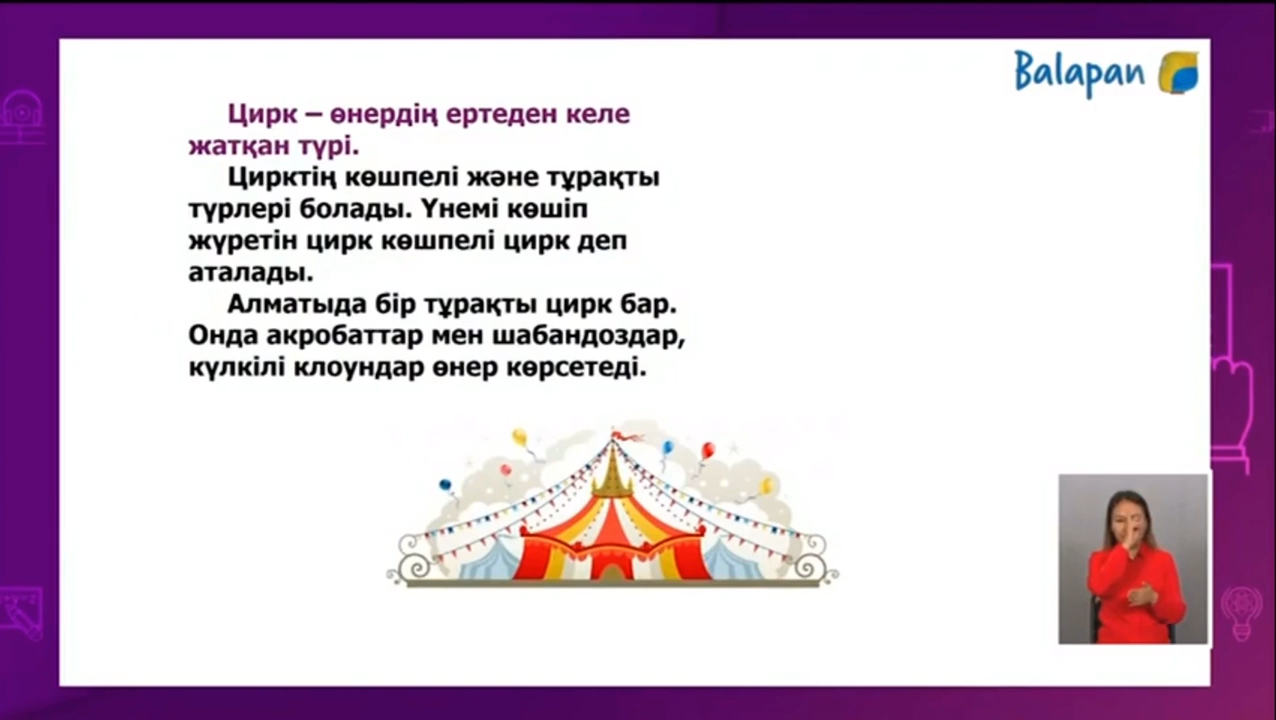 Balapan
Цирк – өнердің ертеден келе
жатқан түрі.
Цирктің көшпелі және тұрақты
түрлері болады. Үнемі көшіп
жүретін цирк көшпелі цирк деп
аталады.
Алматыда бір тұрақты цирк бар.
Онда акробаттар мен шабандоздар,
күлкілі клоундар өнер көрсетеді.